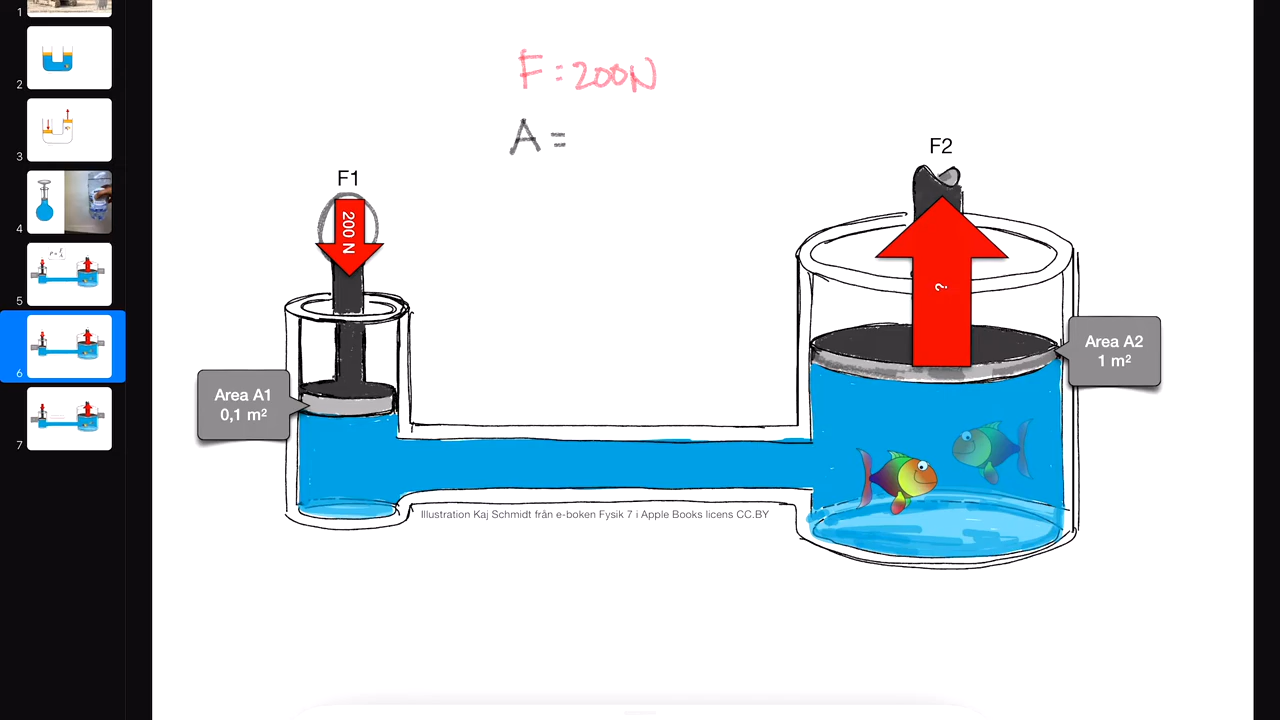 1
2
3
4
5
6
7
F = 200N
A =
F1
200 N
Area A1
0,1 m²
F2
?
Area A2
1 m²
Illustration Kaj Schmidt från e-boken Fysik 7 i Apple Books licens CC.BY